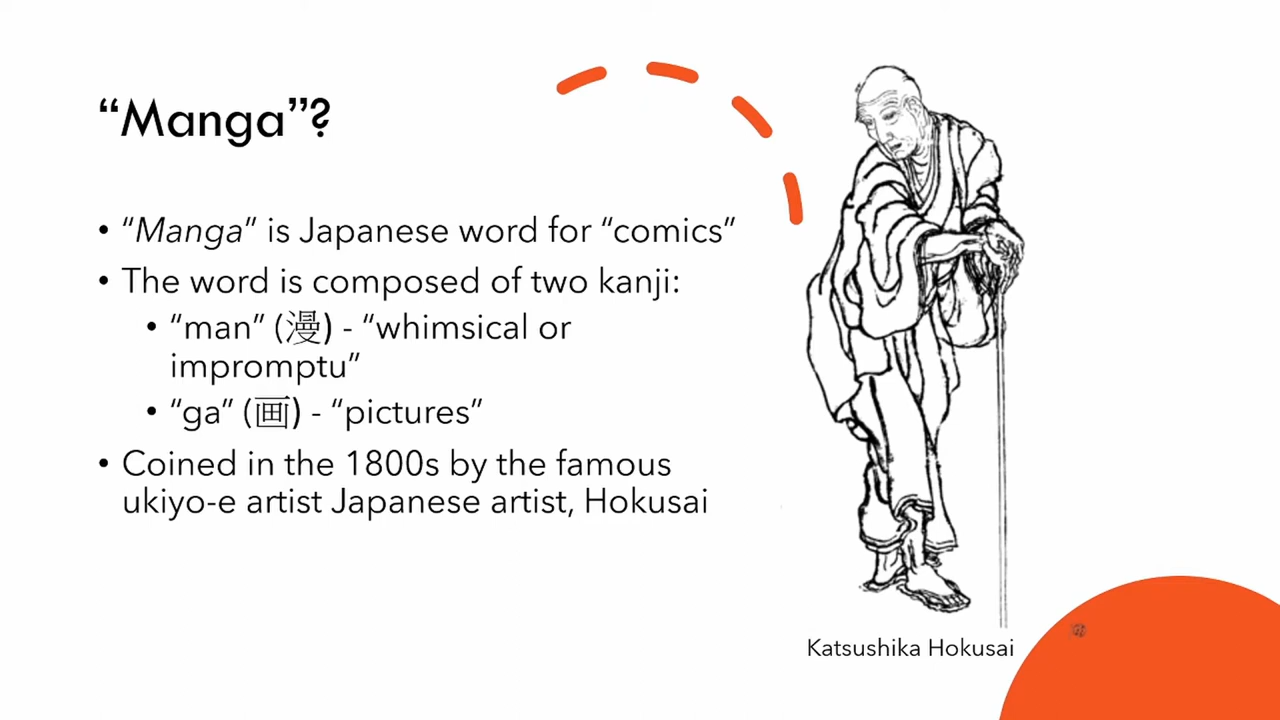 “Manga”?
• “Manga” is Japanese word for “comics”
• The word is composed of two kanji:
• “man” (漫) - “whimsical or
impromptu”
• “ga” (画) - “pictures”
• Coined in the 1800s by the famous
ukiyo-e artist Japanese artist, Hokusai
Katsushika Hokusai